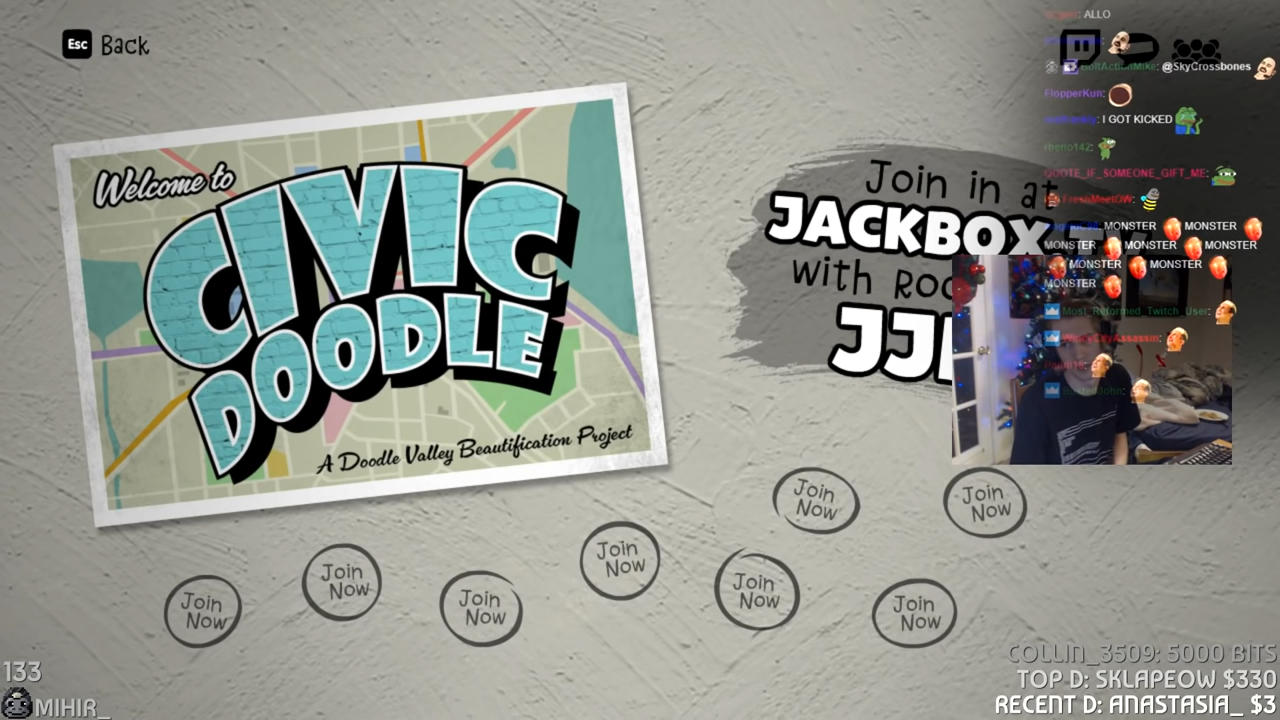 Esc Back
Welcome to
CIVIC
DOODLE
A Doodle Valley Beautification Project
Join in at
JACKBOX
with
JJ
Join Now
Join Now
Join Now
Join Now
Join Now
Join Now
Join Now
Join Now
ALLO
BoltActionMike: @SkyCrossbones
FlopperKun:
I GOT KICKED
rheno142:
QUOTE_IF_SOMEONE_GIFT_ME:
FreshMeetOW:
MONSTER MONSTER
MONSTER MONSTER MONSTER
MONSTER MONSTER
MONSTER
Most_Reformed_Twitch_User:
133
MIHIR_
COLLIN_3509: 5000 BITS
TOP D: SKLAPEOW $330
RECENT D: ANASTASIA_ $3